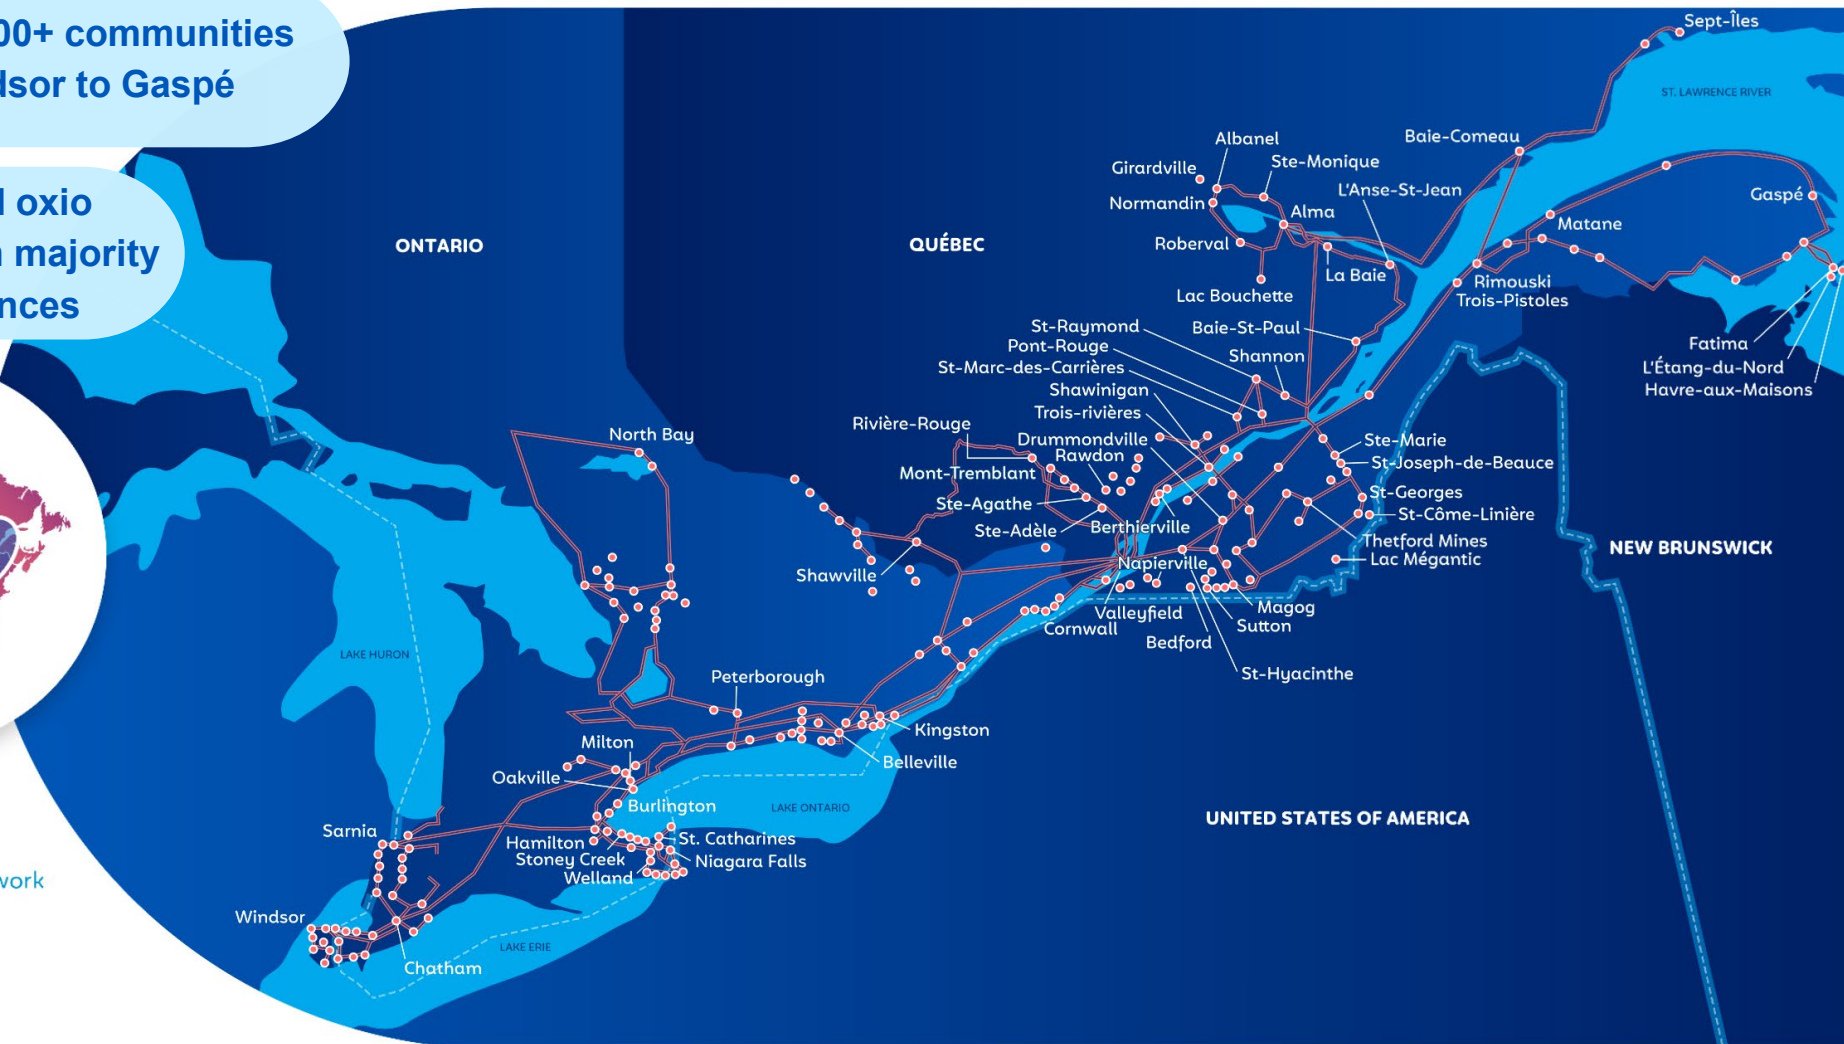 00+ communities
dsor to Gaspé
oxio
majority
nces
work
ONTARIO
QUÉBEC
NEW BRUNSWICK
UNITED STATES OF AMERICA
ST. LAWRENCE RIVER
LAKE HURON
LAKE ONTARIO
LAKE ERIE
Sept-Îles
Baie-Comeau
Albanel
Girardville
Ste-Monique
Normandin
L'Anse-St-Jean
Alma
Roberval
La Baie
Lac Bouchette
Gaspé
Matane
Rimouski
Trois-Pistoles
Fatima
L'Étang-du-Nord
Havre-aux-Maisons
St-Raymond
Baie-St-Paul
Pont-Rouge
Shannon
St-Marc-des-Carrières
Shawinigan
Trois-rivières
Rivière-Rouge
Drummondville
Rawdon
Mont-Tremblant
Ste-Agathe
Ste-Adèle
Berthierville
Ste-Marie
St-Joseph-de-Beauce
St-Georges
St-Côme-Linière
Thetford Mines
Lac Mégantic
Napierville
Shawville
Valleyfield
Cornwall
Magog
Sutton
Bedford
St-Hyacinthe
North Bay
Peterborough
Kingston
Belleville
Milton
Oakville
Burlington
Hamilton
Stoney Creek
Welland
St. Catharines
Niagara Falls
Sarnia
Windsor
Chatham